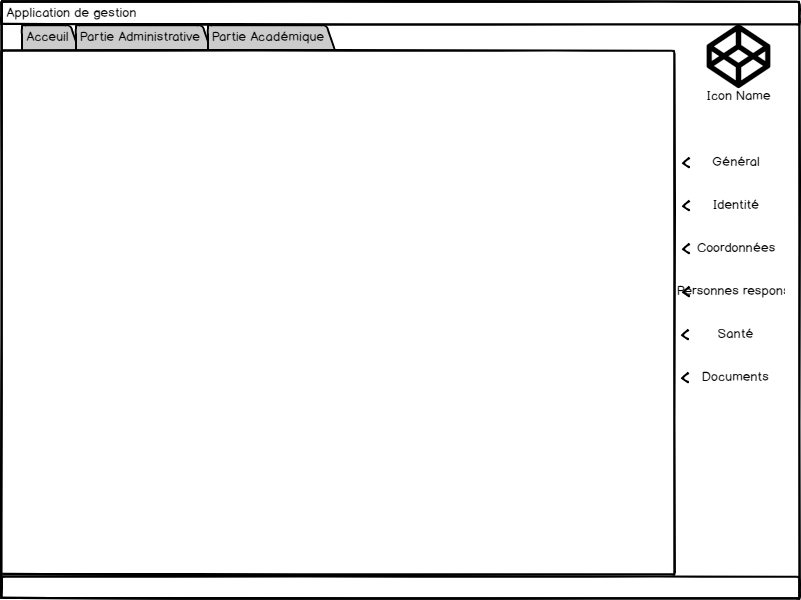 Application de gestion
Acceuil
Partie Administrative
Partie Académique
Icon Name
Général
Identité
Coordonnées
Personnes respons
Santé
Documents